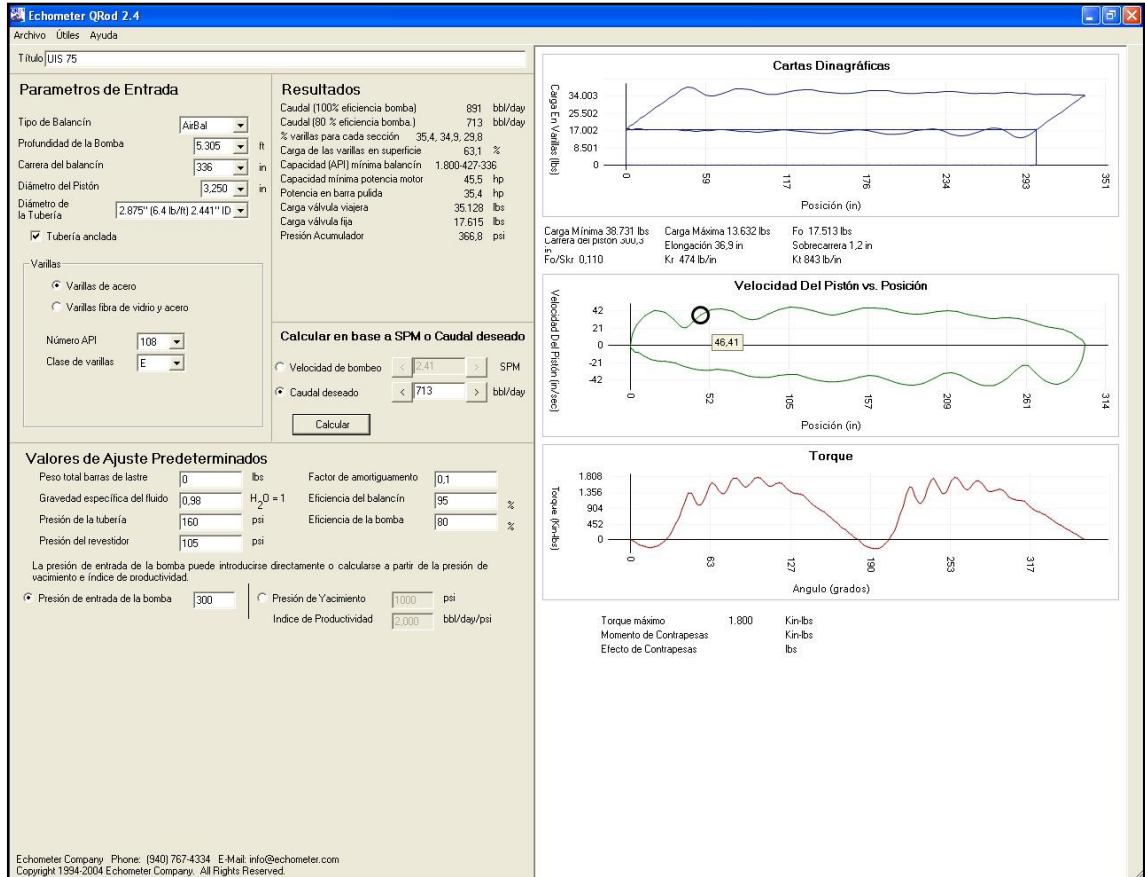 Echometer QRod 2.4
Archivo Útiles Ayuda
Título UIS 75
Parametros de Entrada
Tipo de Balancín AirBal
Profundidad de la Bomba 5.305 ft
Carrera del balancín 336 in
Diámetro del Pistón 3,250 in
Diámetro de
la Tubería 2.875" (6.4 lb/ft) 2.441" ID
Tubería anclada
Varillas
Varillas de acero
Varillas fibra de vidrio y acero
Número API 108
Clase de varillas E
Resultados
Caudal (100% eficiencia bomba) 891 bbl/day
Caudal (80 % eficiencia bomba.) 713 bbl/day
% varillas para cada sección 35,4, 34,9, 29,8
Carga de las varillas en superficie 63,1 %
Capacidad (API) mínima balancín 1.800-427-336
Capacidad mínima potencia motor 45,5 hp
Potencia en barra pulida 35,4 hp
Carga válvula viajera 35.128 lbs
Carga válvula fija 17.615 lbs
Presión Acumulador 366,8 psi
Calcular en base a SPM o Caudal deseado
Velocidad de bombeo < 2,41 > SPM
Caudal deseado < 713 > bbl/day
Calcular
Valores de Ajuste Predeterminados
Peso total barras de lastre 0 lbs
Gravedad específica del fluido 0,98 H2O = 1
Presión de la tubería 160 psi
Presión del revestidor 105 psi
Factor de amortiguamento 0,1
Eficiencia del balancín 95 %
Eficiencia de la bomba 80 %
La presión de entrada de la bomba puede introducirse directamente o calcularse a partir de la presión de
yacimiento e índice de productividad.
Presión de entrada de la bomba 300
Presión de Yacimiento 1000 psi
Indice de Productividad 2,000 bbl/day/psi
Echometer Company Phone: (940) 767-4334 E-Mail: info@echometer.com
Copyright 1994-2004 Echometer Company. All Rights Reserved.
Cartas Dinagráficas
Carga En Varillas (lbs)
34.003
25.502
17.002
8.501
0
0 59 117 176 234 293 351
Posición (in)
Carga Mínima 38.731 lbs Carga Máxima 13.632 lbs Fo 17.513 lbs
Carrera del pistón 300,3 Elongación 36,9 in Sobrecarrera 1,2 in
Fo/Skr 0,110 Kr 474 lb/in Kt 843 lb/in
Velocidad Del Pistón vs. Posición
Velocidad Del Pistón (in/sec)
42
21
0
-21
-42
46,41
0 52 105 157 209 261 314
Posición (in)
Torque
Torque (Kin-lbs)
1.808
1.356
904
452
0
0 63 127 190 253 317
Angulo (grados)
Torque máximo 1.800 Kin-lbs
Momento de Contrapesas Kin-lbs
Efecto de Contrapesas lbs